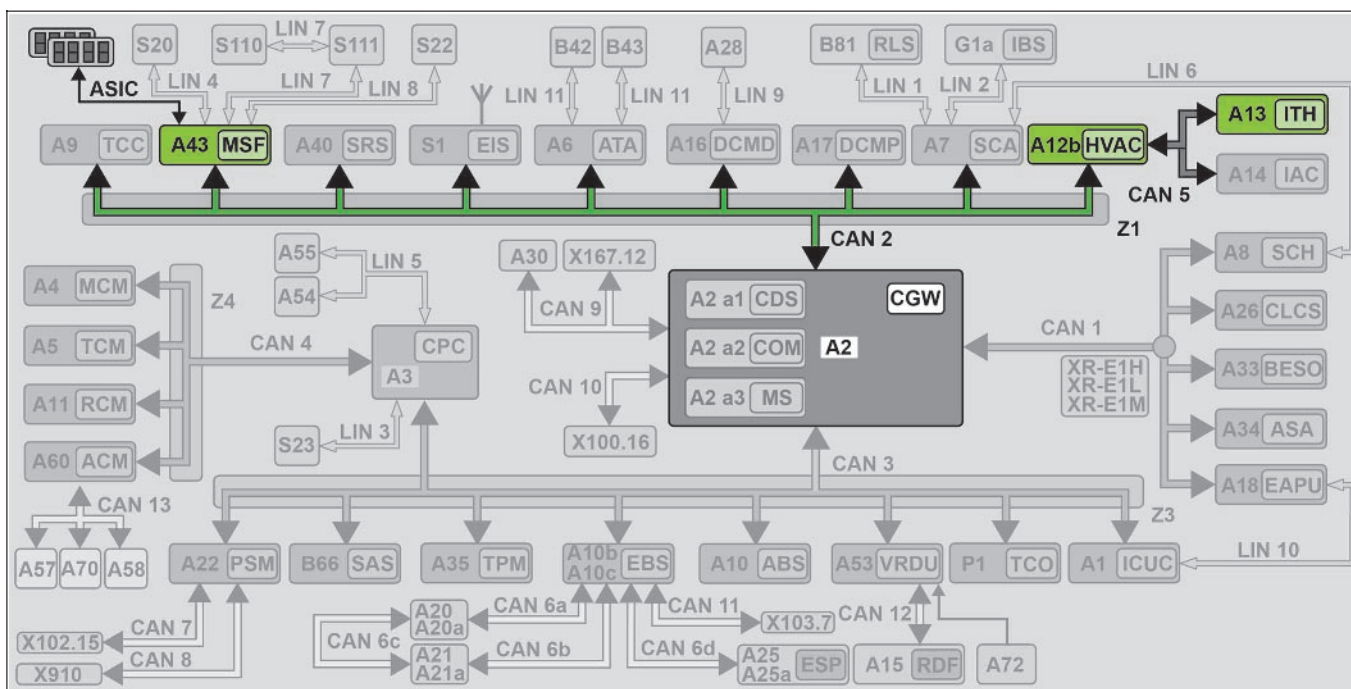 S20
LIN 7
S110
S111
S22
B42
B43
A28
B81 RLS
G1a IBS
LIN 6
ASIC
LIN 4
LIN 7
LIN 8
LIN 11
LIN 11
LIN 9
LIN 1
LIN 2
A9 TCC
A43 MSF
A40 SRS
S1 EIS
A6 ATA
A16 DCMD
A17 DCMP
A7 SCA
A12b HVAC
A13 ITH
A14 IAC
CAN 5
Z1
CAN 2
A55
A54
LIN 5
A30
X167.12
CAN 9
A2 a1 CDS
CGW
A2 a2 COM
A2
A2 a3 MS
CAN 1
A8 SCH
A26 CLCS
XR-E1H
XR-E1L
XR-E1M
A33 BESO
A34 ASA
A18 EAPU
A4 MCM
Z4
A5 TCM
CAN 4
CPC
A3
A11 RCM
CAN 10
S23
LIN 3
X100.16
A60 ACM
CAN 3
CAN 13
Z3
LIN 10
A57
A70
A58
A22 PSM
B66 SAS
A35 TPM
A10b
A10c
EBS
A10 ABS
A53 VRDU
P1 TCO
A1 ICUC
CAN 7
X102.15
CAN 8
X910
A20
A20a
CAN 6a
CAN 6c
A21
A21a
CAN 6b
CAN 11
X103.7
CAN 12
CAN 6d
A25
A25a
ESP
A15 RDF
A72